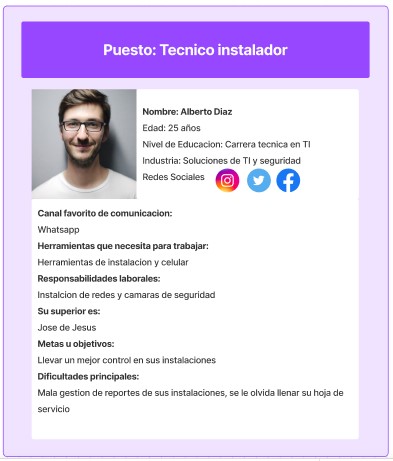 Puesto: Tecnico instalador
Nombre: Alberto Diaz
Edad: 25 años
Nivel de Educacion: Carrera tecnica en TI
Industria: Soluciones de TI y seguridad
Redes Sociales
Canal favorito de comunicacion:
Whatsapp
Herramientas que necesita para trabajar:
Herramientas de instalacion y celular
Responsabilidades laborales:
Instalcion de redes y camaras de seguridad
Su superior es:
Jose de Jesus
Metas u objetivos:
Llevar un mejor control en sus instalaciones
Dificultades principales:
Mala gestion de reportes de sus instalaciones, se le olvida llenar su hoja de
servicio